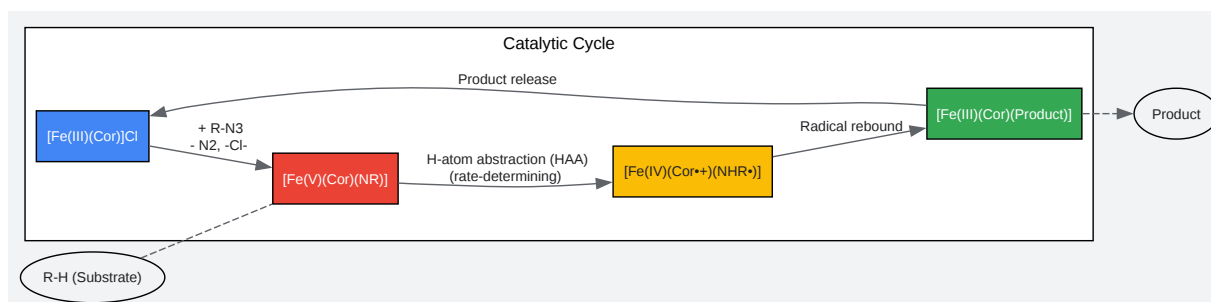 Catalytic Cycle
Product release
[Fe(III)(Cor)]Cl
+ R-N3
- N2, -Cl-
[Fe(V)(Cor)(NR)]
H-atom abstraction (HAA)
(rate-determining)
[Fe(IV)(Cor•+)(NHR•)]
Radical rebound
[Fe(III)(Cor)(Product)]
Product
R-H (Substrate)